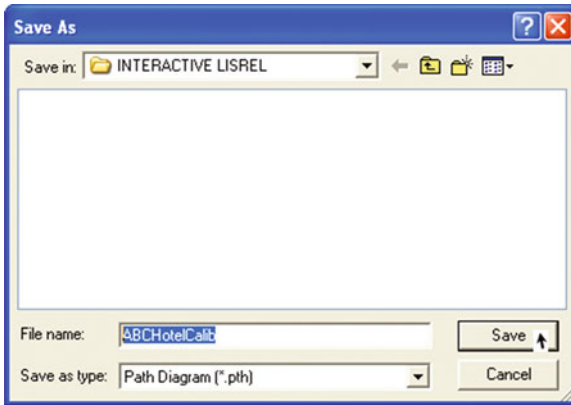 Save As
Save in: INTERACTIVE LISREL
File name: ABCHotelCalib Save
Save as type: Path Diagram (*.pth) Cancel